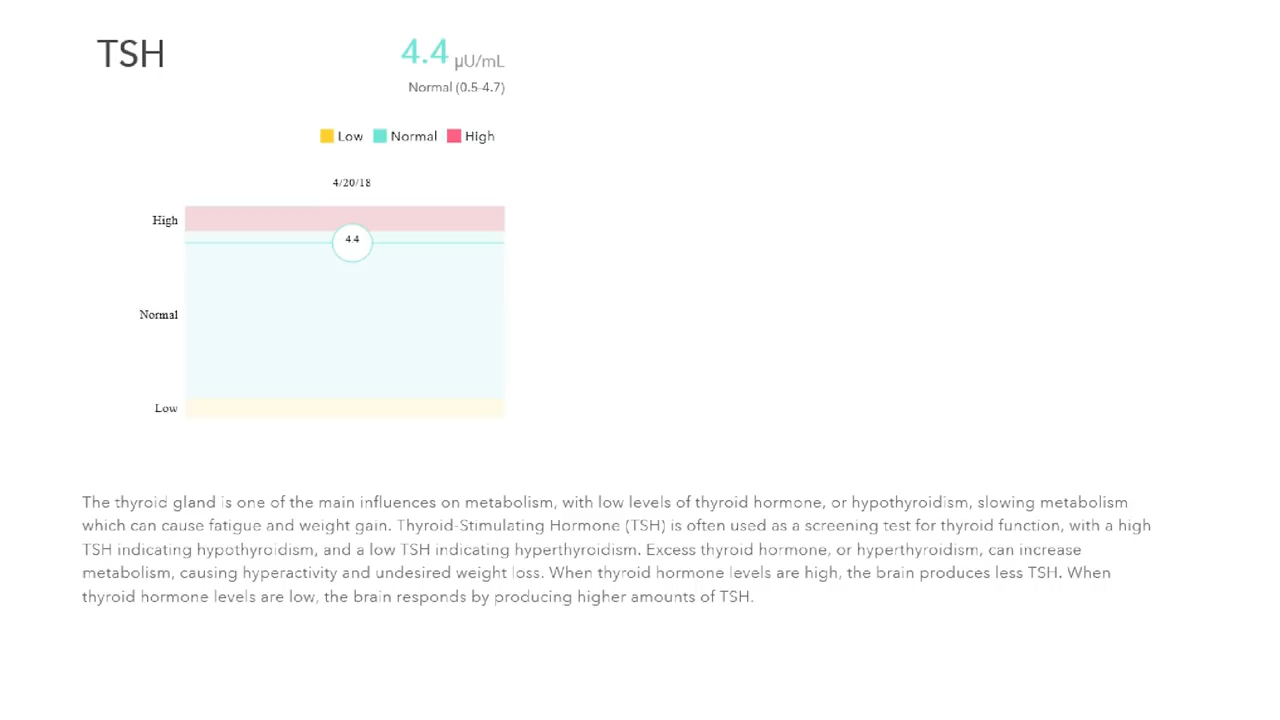 TSH
4.4 µU/mL
Normal (0.5-4.7)
Low Normal High
4/20/18
High
4.4
Normal
Low
The thyroid gland is one of the main influences on metabolism, with low levels of thyroid hormone, or hypothyroidism, slowing metabolism
which can cause fatigue and weight gain. Thyroid-Stimulating Hormone (TSH) is often used as a screening test for thyroid function, with a high
TSH indicating hypothyroidism, and a low TSH indicating hyperthyroidism. Excess thyroid hormone, or hyperthyroidism, can increase
metabolism, causing hyperactivity and undesired weight loss. When thyroid hormone levels are high, the brain produces less TSH. When
thyroid hormone levels are low, the brain responds by producing higher amounts of TSH.